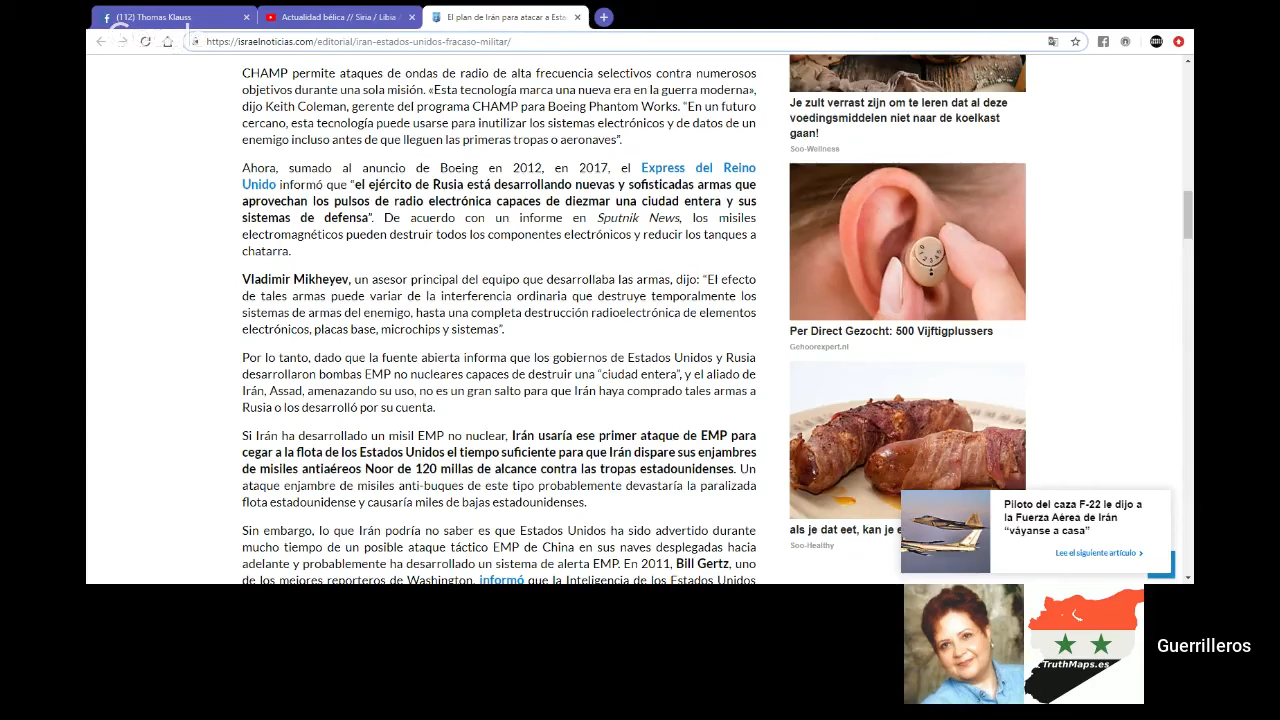 (112) Thomas Klauss
Actualidad bélica // Siria / Libia
El plan de Irán para atacar a Esta
https://israelnoticias.com/editorial/iran-estados-unidos-fracaso-militar/
CHAMP permite ataques de ondas de radio de alta frecuencia selectivos contra numerosos
objetivos durante una sola misión. «Esta tecnología marca una nueva era en la guerra moderna»,
dijo Keith Coleman, gerente del programa CHAMP para Boeing Phantom Works. "En un futuro
cercano, esta tecnología puede usarse para inutilizar los sistemas electrónicos y de datos de un
enemigo incluso antes de que lleguen las primeras tropas o aeronaves".
Ahora, sumado al anuncio de Boeing en 2012, en 2017, el Express del Reino
Unido informó que "el ejército de Rusia está desarrollando nuevas y sofisticadas armas que
aprovechan los pulsos de radio electrónica capaces de diezmar una ciudad entera y sus
sistemas de defensa". De acuerdo con un informe en Sputnik News, los misiles
electromagnéticos pueden destruir todos los componentes electrónicos y reducir los tanques a
chatarra.
Vladimir Mikheyev, un asesor principal del equipo que desarrollaba las armas, dijo: "El efecto
de tales armas puede variar de la interferencia ordinaria que destruye temporalmente los
sistemas de armas del enemigo, hasta una completa destrucción radioelectrónica de elementos
electrónicos, placas base, microchips y sistemas".
Por lo tanto, dado que la fuente abierta informa que los gobiernos de Estados Unidos y Rusia
desarrollaron bombas EMP no nucleares capaces de destruir una "ciudad entera", y el aliado de
Irán, Assad, amenazando su uso, no es un gran salto para que Irán haya comprado tales armas a
Rusia o los desarrolló por su cuenta.
Si Irán ha desarrollado un misil EMP no nuclear, Irán usaría ese primer ataque de EMP para
cegar a la flota de los Estados Unidos el tiempo suficiente para que Irán dispare sus enjambres
de misiles antiaéreos Noor de 120 millas de alcance contra las tropas estadounidenses. Un
ataque enjambre de misiles anti-buques de este tipo probablemente devastaría la paralizada
flota estadounidense y causaría miles de bajas estadounidenses.
Sin embargo, lo que Irán podría no saber es que Estados Unidos ha sido advertido durante
mucho tiempo de un posible ataque táctico EMP de China en sus naves desplegadas hacia
adelante y probablemente ha desarrollado un sistema de alerta EMP. En 2011, Bill Gertz, uno
de los mejores reporteros de Washington, informó que la Inteligencia de los Estados Unidos
Je zult verrast zijn om te leren dat al deze
voedingsmiddelen niet naar de koelkast
gaan!
Soo-Wellness
Per Direct Gezocht: 500 Vijftigplussers
Gehoorexpert.nl
als je dat eet, kan je
Soo-Healthy
Piloto del caza F-22 le dijo a
la Fuerza Aérea de Irán
"váyanse a casa"
Lee el siguiente artículo
TruthMaps.es
Guerrilleros